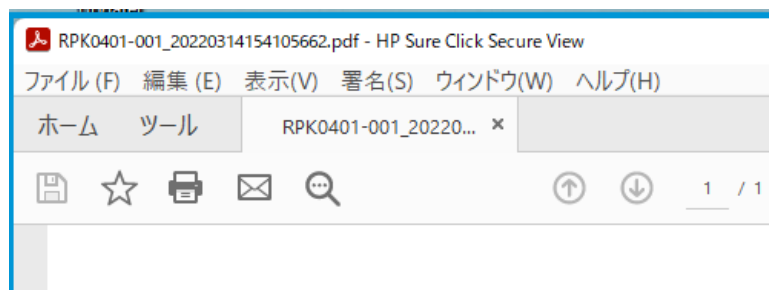 RPK0401-001_20220314154105662.pdf - HP Sure Click Secure View
ファイル (F) 編集 (E) 表示(V) 署名(S) ウィンドウ(W) ヘルプ(H)
ホーム ツール RPK0401-001_20220... ×
1 / 1